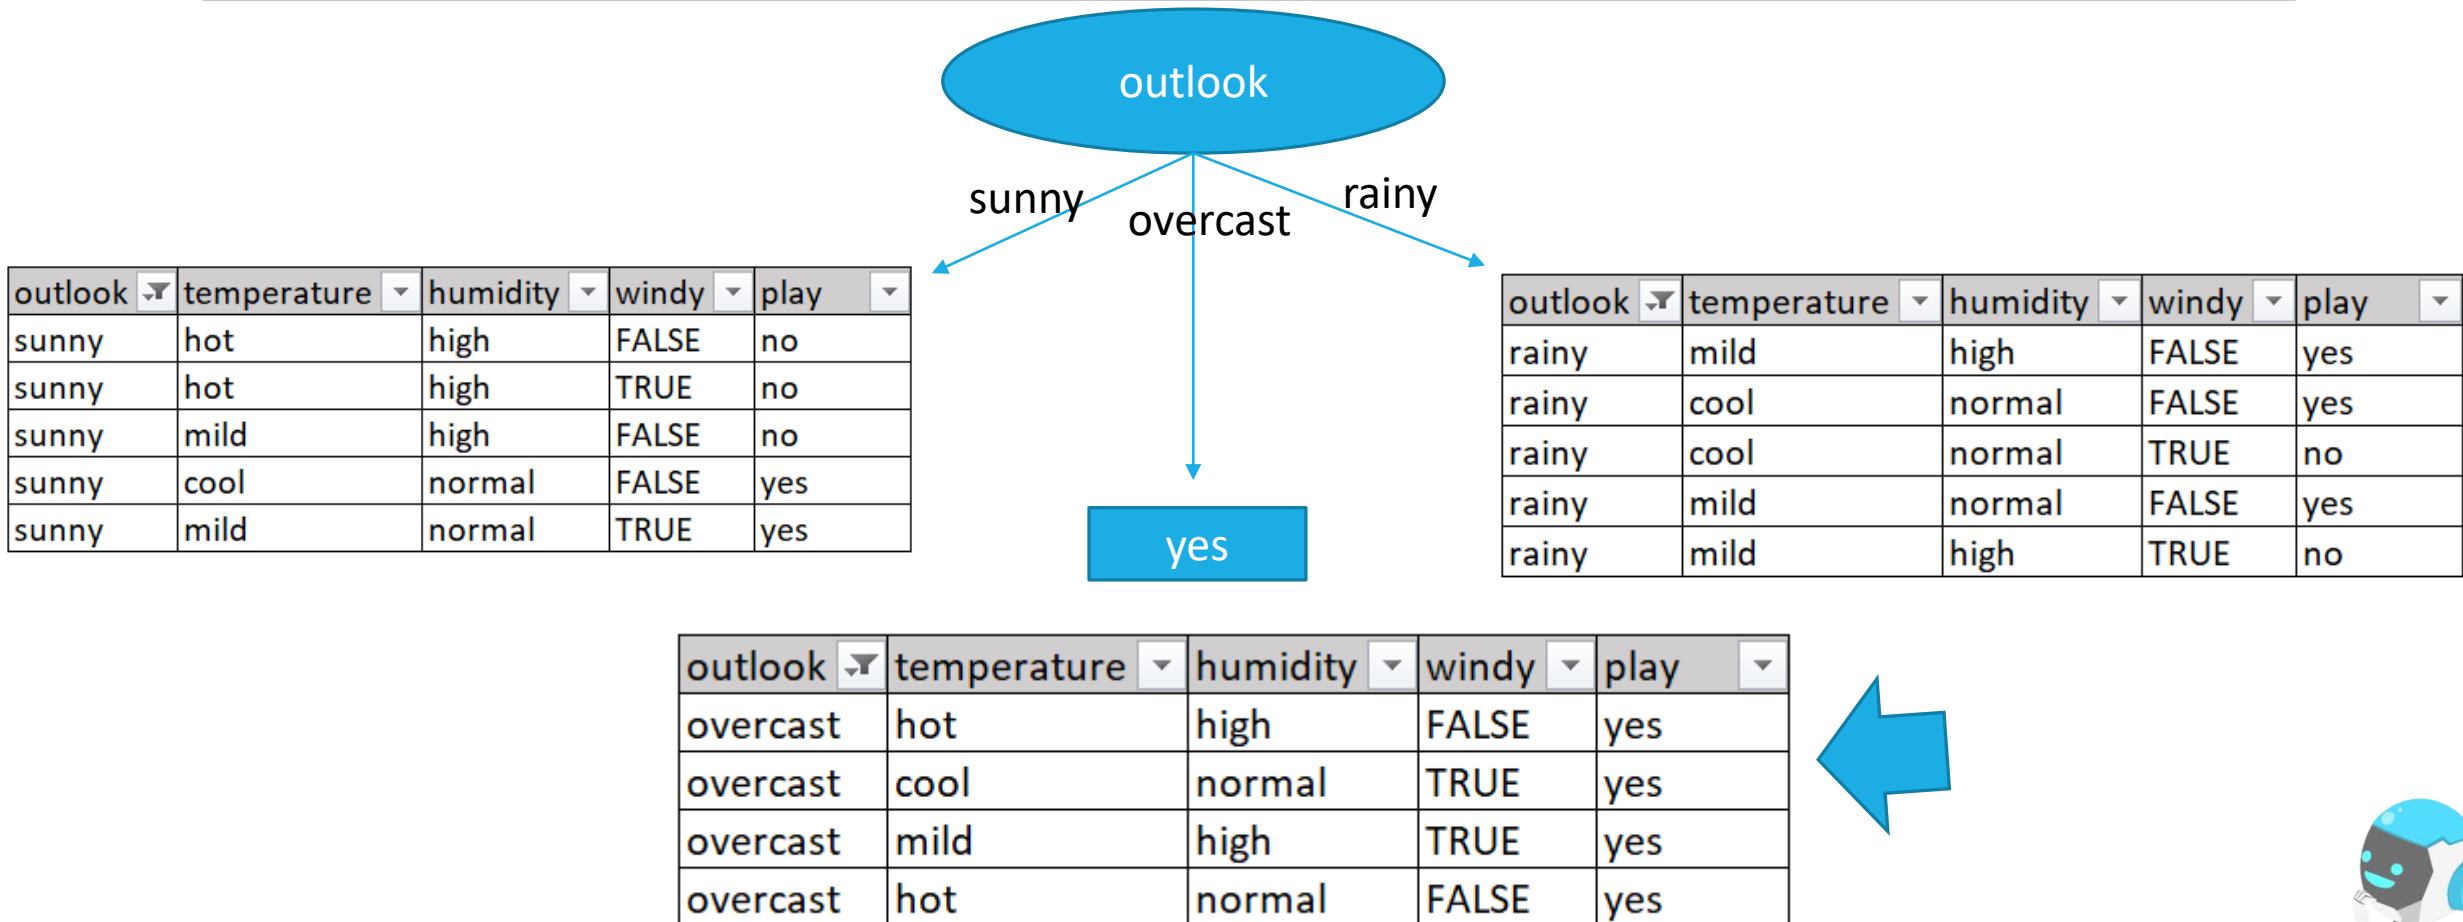 outlook
sunny
overcast
rainy
outlook temperature humidity windy play
sunny hot high FALSE no
sunny hot high TRUE no
sunny mild high FALSE no
sunny cool normal FALSE yes
sunny mild normal TRUE yes
yes
outlook temperature humidity windy play
rainy mild high FALSE yes
rainy cool normal FALSE yes
rainy cool normal TRUE no
rainy mild normal FALSE yes
rainy mild high TRUE no
outlook temperature humidity windy play
overcast hot high FALSE yes
overcast cool normal TRUE yes
overcast mild high TRUE yes
overcast hot normal FALSE yes